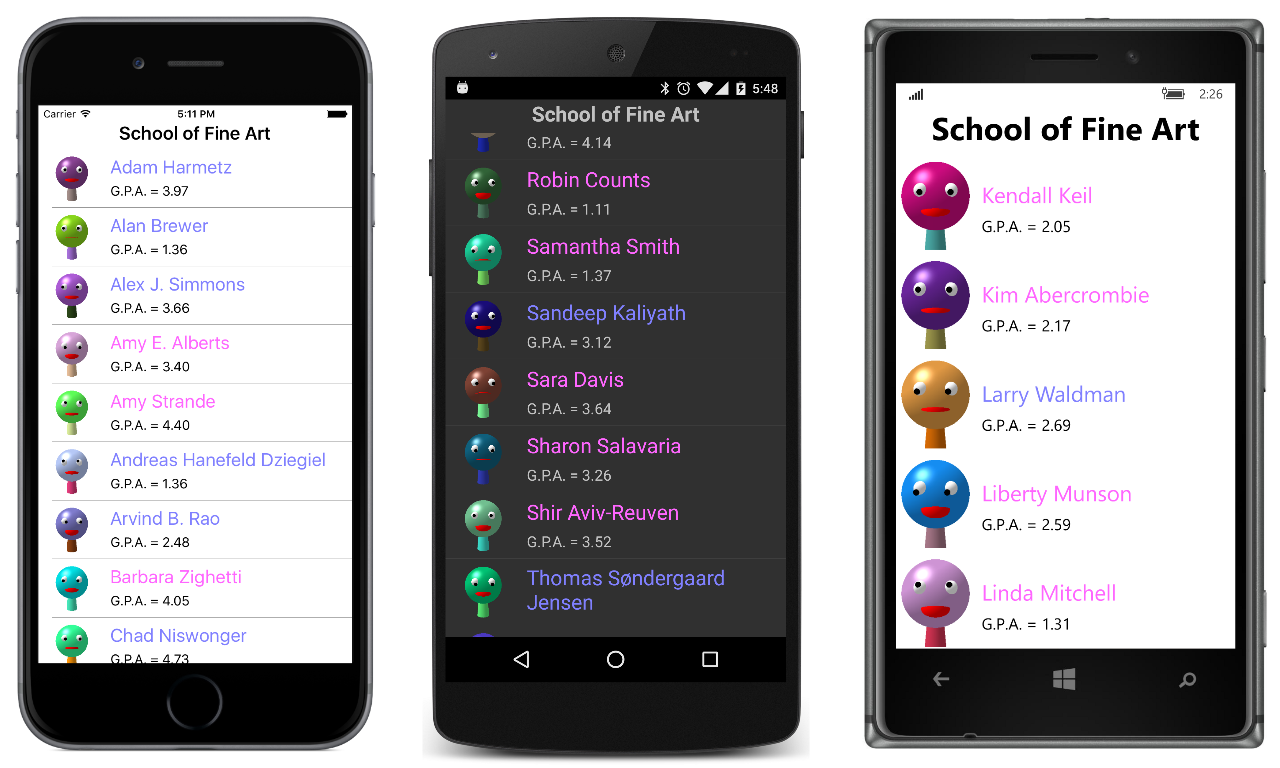 Carrier
5:11 PM
School of Fine Art
Adam Harmetz
G.P.A. = 3.97
Alan Brewer
G.P.A. = 1.36
Alex J. Simmons
G.P.A. = 3.66
Amy E. Alberts
G.P.A. = 3.40
Amy Strande
G.P.A. = 4.40
Andreas Hanefeld Dziegiel
G.P.A. = 1.36
Arvind B. Rao
G.P.A. = 2.48
Barbara Zighetti
G.P.A. = 4.05
Chad Niswonger
G.P.A. = 4.73
5:48
School of Fine Art
G.P.A. = 4.14
Robin Counts
G.P.A. = 1.11
Samantha Smith
G.P.A. = 1.37
Sandeep Kaliyath
G.P.A. = 3.12
Sara Davis
G.P.A. = 3.64
Sharon Salavaria
G.P.A. = 3.26
Shir Aviv-Reuven
G.P.A. = 3.52
Thomas Søndergaard
Jensen
2:26
School of Fine Art
Kendall Keil
G.P.A. = 2.05
Kim Abercrombie
G.P.A. = 2.17
Larry Waldman
G.P.A. = 2.69
Liberty Munson
G.P.A. = 2.59
Linda Mitchell
G.P.A. = 1.31